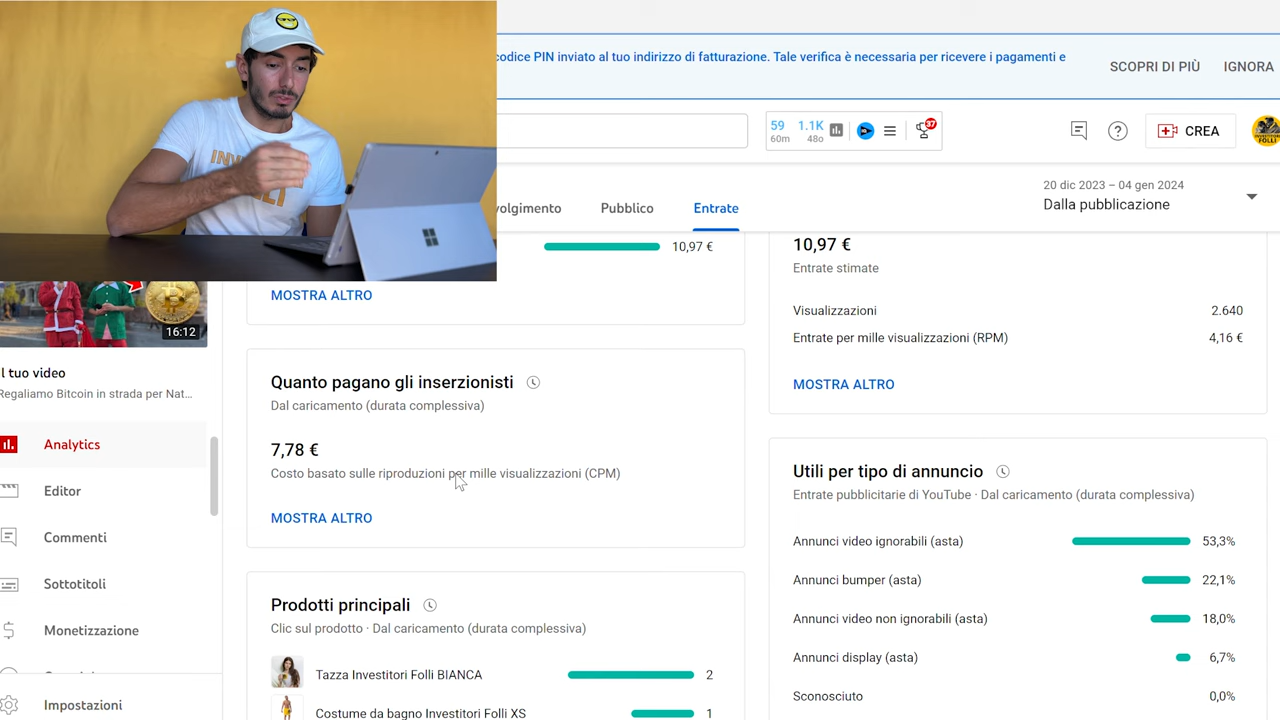 codice PIN inviato al tuo indirizzo di fatturazione. Tale verifica è necessaria per ricevere i pagamenti e
SCOPRI DI PIÙ
IGNORA
59
60m
1.1K
48o
37
CREA
Pubblico
Entrate
20 dic 2023 – 04 gen 2024
Dalla pubblicazione
10,97 €
MOSTRA ALTRO
10,97 €
Entrate stimate
Visualizzazioni 2.640
Entrate per mille visualizzazioni (RPM) 4,16 €
MOSTRA ALTRO
16:12
l tuo video
Regaliamo Bitcoin in strada per Nat...
Analytics
Editor
Commenti
Sottotitoli
Monetizzazione
Impostazioni
Quanto pagano gli inserzionisti
Dal caricamento (durata complessiva)
7,78 €
Costo basato sulle riproduzioni per mille visualizzazioni (CPM)
MOSTRA ALTRO
Prodotti principali
Clic sul prodotto · Dal caricamento (durata complessiva)
Tazza Investitori Folli BIANCA 2
Costume da bagno Investitori Folli XS 1
Utili per tipo di annuncio
Entrate pubblicitarie di YouTube · Dal caricamento (durata complessiva)
Annunci video ignorabili (asta) 53,3%
Annunci bumper (asta) 22,1%
Annunci video non ignorabili (asta) 18,0%
Annunci display (asta) 6,7%
Sconosciuto 0,0%